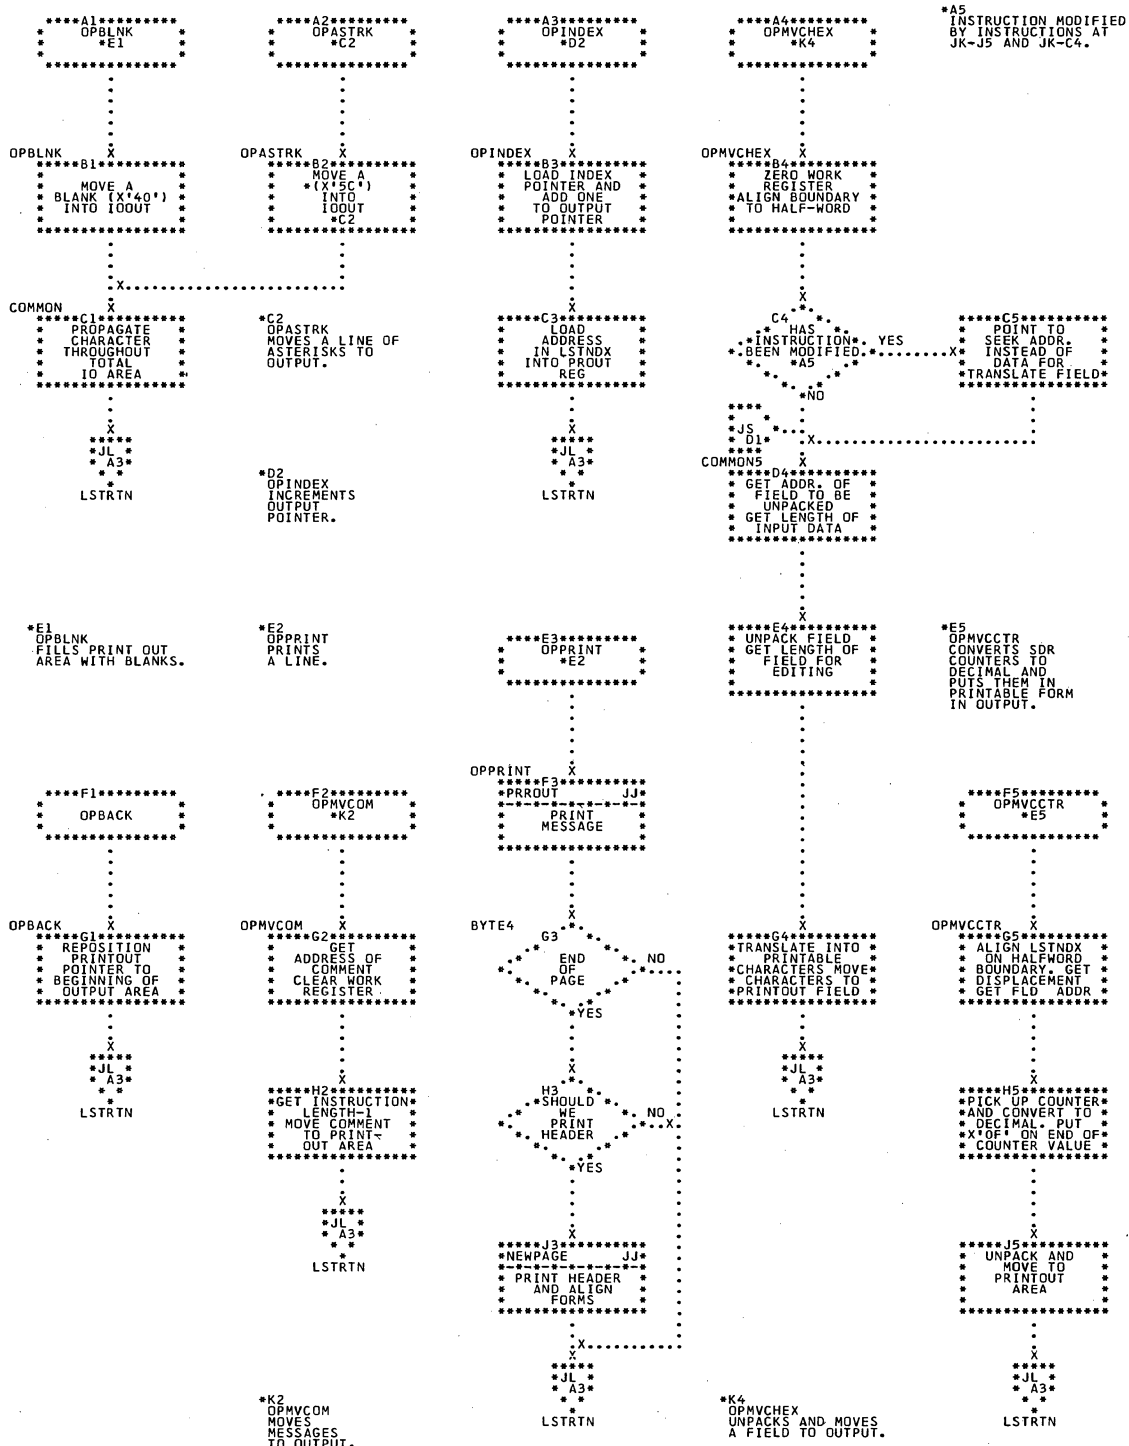 A1
OPBLNK
*E1
A2
OPASTRK
*C2
A3
OPINDEX
*D2
A4
OPMVCHEX
*K4
*A5
INSTRUCTION MODIFIED
BY INSTRUCTIONS AT
JK-J5 AND JK-C4.
OPBLNK
B1
MOVE A
BLANK (X'40')
INTO IOOUT
OPASTRK
B2
MOVE A
*(X'5C')
INTO
IOOUT
*C2
OPINDEX
B3
LOAD INDEX
POINTER AND
ADD ONE
TO OUTPUT
POINTER
OPMVCHEX
B4
ZERO WORK
REGISTER
ALIGN BOUNDARY
TO HALF-WORD
COMMON
C1
PROPAGATE
CHARACTER
THROUGHOUT
TOTAL
IO AREA
*C2
OPASTRK
MOVES A LINE OF
ASTERISKS TO
OUTPUT.
C3
LOAD
ADDRESS
IN LSTNDX
INTO PROUT
REG
C4
HAS
INSTRUCTION
BEEN MODIFIED
*A5
YES
*NO
C5
POINT TO
SEEK ADDR.
INSTEAD OF
DATA FOR
TRANSLATE FIELD
JL
A3
LSTRTN
*D2
OPINDEX
INCREMENTS
OUTPUT
POINTER.
JL
A3
LSTRTN
JS
D1
COMMON5
D4
GET ADDR. OF
FIELD TO BE
UNPACKED
GET LENGTH OF
INPUT DATA
*E1
OPBLNK
FILLS PRINT OUT
AREA WITH BLANKS.
*E2
OPPRINT
PRINTS
A LINE.
E3
OPPRINT
*E2
E4
UNPACK FIELD
GET LENGTH OF
FIELD FOR
EDITING
*E5
OPMVCCTR
CONVERTS SDR
COUNTERS TO
DECIMAL AND
PUTS THEM IN
PRINTABLE FORM
IN OUTPUT.
F1
OPBACK
F2
OPMVCOM
*K2
OPPRINT
F3
PRROUT JJ
PRINT
MESSAGE
F5
OPMVCCTR
*E5
OPBACK
G1
REPOSITION
PRINTOUT
POINTER TO
BEGINNING OF
OUTPUT AREA
OPMVCOM
G2
GET
ADDRESS OF
COMMENT
CLEAR WORK
REGISTER
BYTE4
G3
END
OF
PAGE
NO
*YES
G4
TRANSLATE INTO
PRINTABLE
CHARACTERS MOVE
CHARACTERS TO
PRINTOUT FIELD
OPMVCCTR
G5
ALIGN LSTNDX
ON HALFWORD
BOUNDARY. GET
DISPLACEMENT
GET FLD ADDR
JL
A3
LSTRTN
H2
GET INSTRUCTION
LENGTH-1
MOVE COMMENT
TO PRINT-
OUT AREA
H3
SHOULD
WE
PRINT
HEADER
NO
*YES
JL
A3
LSTRTN
H5
PICK UP COUNTER
AND CONVERT TO
DECIMAL. PUT
X'0F' ON END OF
COUNTER VALUE
JL
A3
LSTRTN
J3
NEWPAGE JJ
PRINT HEADER
AND ALIGN
FORMS
J5
UNPACK AND
MOVE TO
PRINTOUT
AREA
*K2
OPMVCOM
MOVES
MESSAGES
TO OUTPUT.
JL
A3
LSTRTN
*K4
OPMVCHEX
UNPACKS AND MOVES
A FIELD TO OUTPUT.
JL
A3
LSTRTN